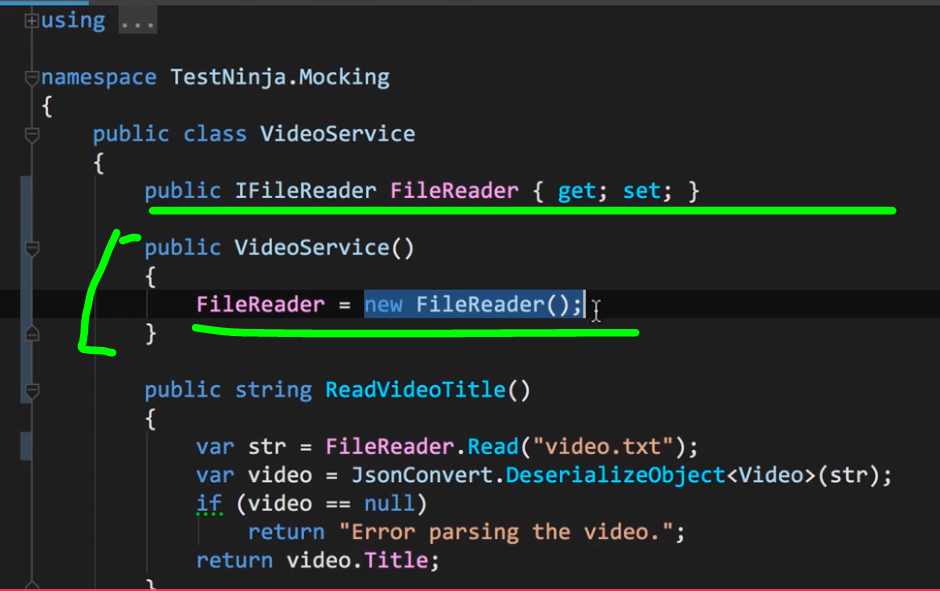 using ...
namespace TestNinja.Mocking
{
public class VideoService
{
public IFileReader FileReader { get; set; }
public VideoService()
{
FileReader = new FileReader();
}
public string ReadVideoTitle()
{
var str = FileReader.Read("video.txt");
var video = JsonConvert.DeserializeObject<Video>(str);
if (video == null)
return "Error parsing the video.";
return video.Title;
}